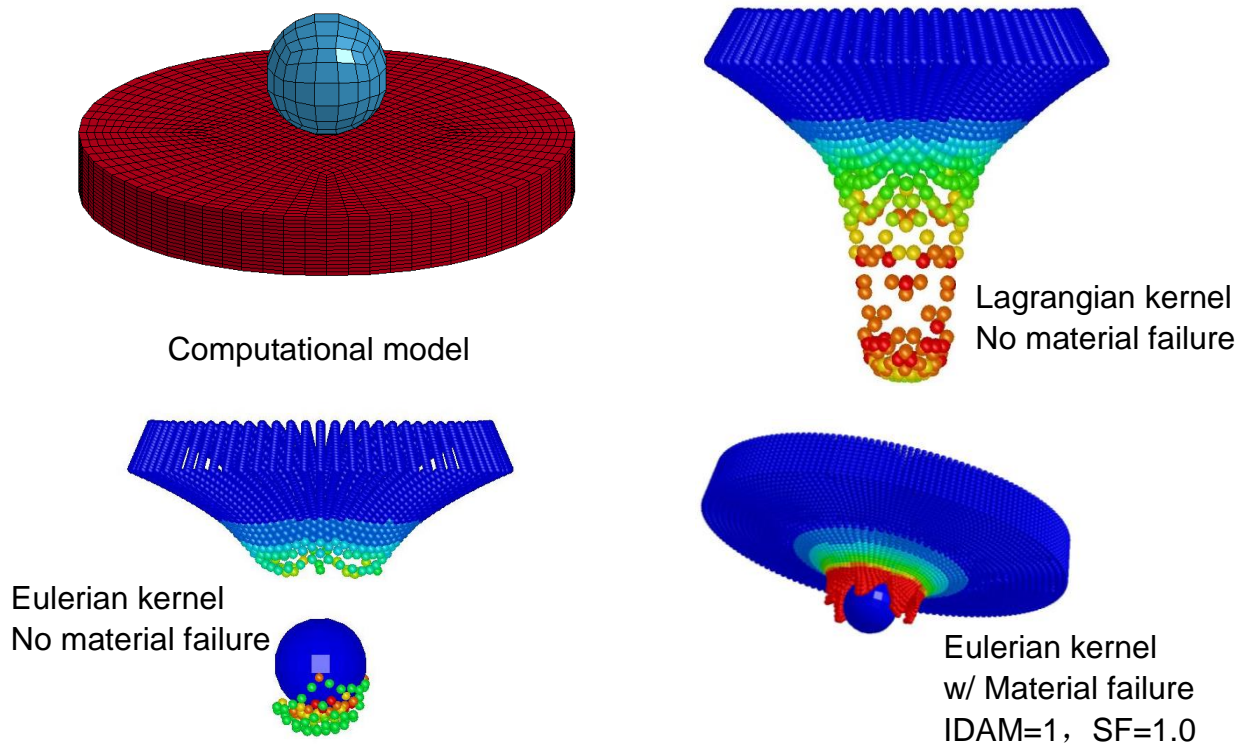 Computational model
Lagrangian kernel
No material failure
Eulerian kernel
No material failure
Eulerian kernel
w/ Material failure
IDAM=1，SF=1.0